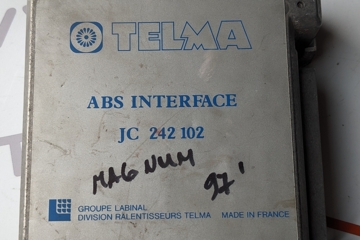 TELMA
ABS INTERFACE
JC 242 102
MAGNUM 97'
GROUPE LABINAL
DIVISION RALENTISSEURS TELMA MADE IN FRANCE